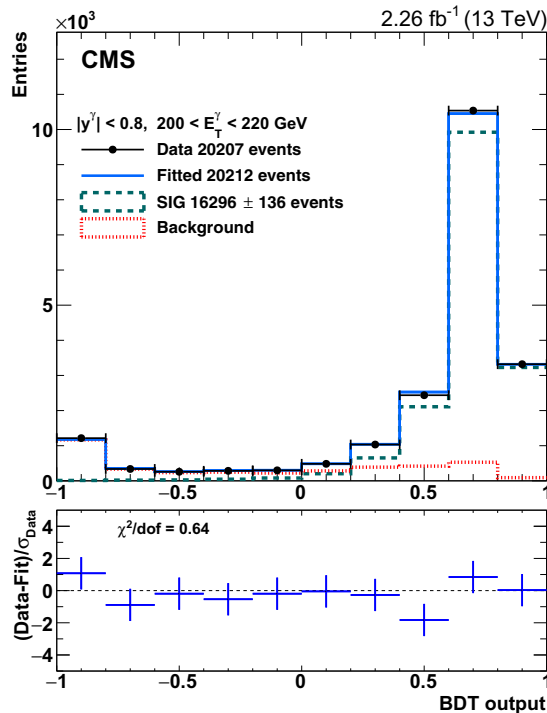 2.26 fb⁻¹ (13 TeV)
×10³
CMS
Entries
|y^γ| < 0.8, 200 < E_T^γ < 220 GeV
Data 20207 events
Fitted 20212 events
SIG 16296 ± 136 events
Background
10
5
0
−1 −0.5 0 0.5 1
χ²/dof = 0.64
(Data-Fit)/σ_Data
4
2
0
−2
−4
−1 −0.5 0 0.5 1
BDT output